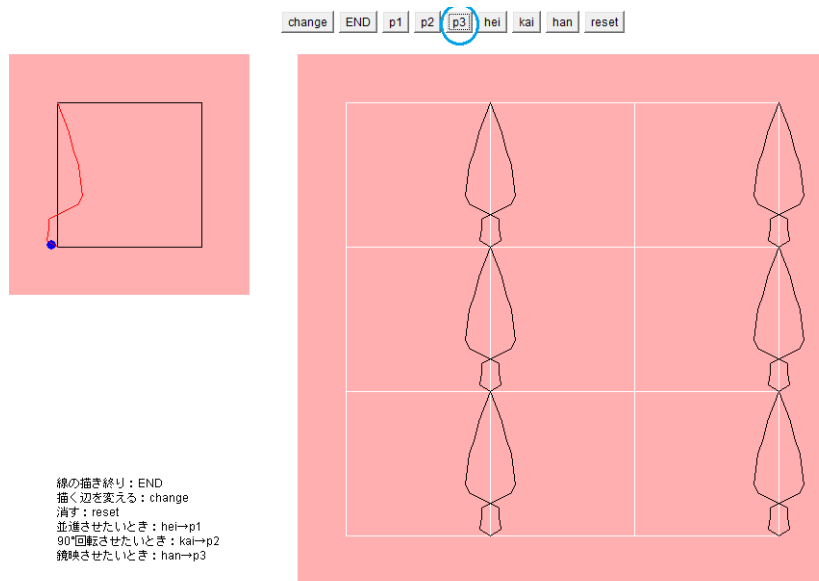 change END p1 p2 p3 hei kai han reset
線の描き終り：END
描く辺を変える：change
消す：reset
並進させたいとき：hei→p1
90°回転させたいとき：kai→p2
鏡映させたいとき：han→p3